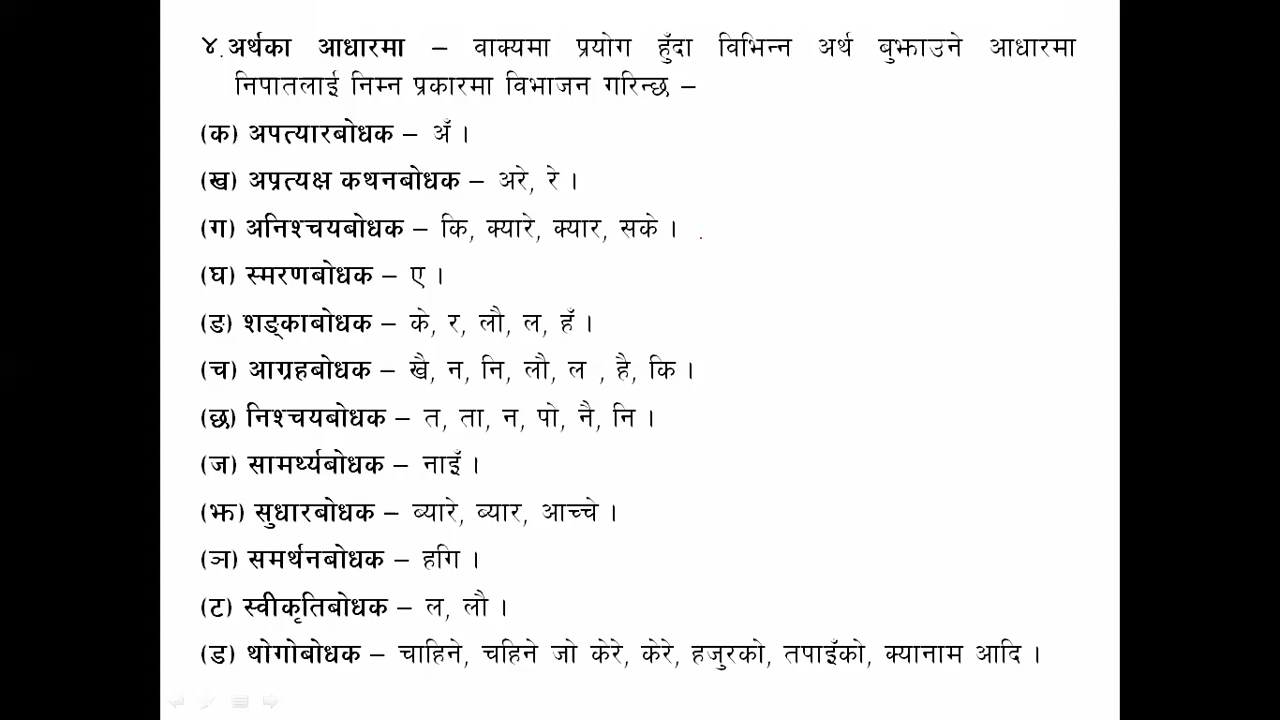 ४. अर्थका आधारमा – वाक्यमा प्रयोग हुँदा विभिन्न अर्थ बुझाउने आधारमा
निपातलाई निम्न प्रकारमा विभाजन गरिन्छ –
(क) अपत्यारबोधक – अँ ।
(ख) अप्रत्यक्ष कथनबोधक – अरे, रे ।
(ग) अनिश्चयबोधक – कि, क्यारे, क्यार, सके ।
(घ) स्मरणबोधक – ए ।
(ङ) शङ्काबोधक – के, र, लौ, ल, हँ ।
(च) आग्रहबोधक – खै, न, नि, लौ, ल , है, कि ।
(छ) निश्चयबोधक – त, ता, न, पो, नै, नि ।
(ज) सामर्थ्यबोधक – नाइँ ।
(झ) सुधारबोधक – ब्यारे, ब्यार, आच्चे ।
(ञ) समर्थनबोधक – हगि ।
(ट) स्वीकृतिबोधक – ल, लौ ।
(ड) थोगोबोधक – चाहिने, चहिने जो केरे, केरे, हजुरको, तपाइँको, क्यानाम आदि ।